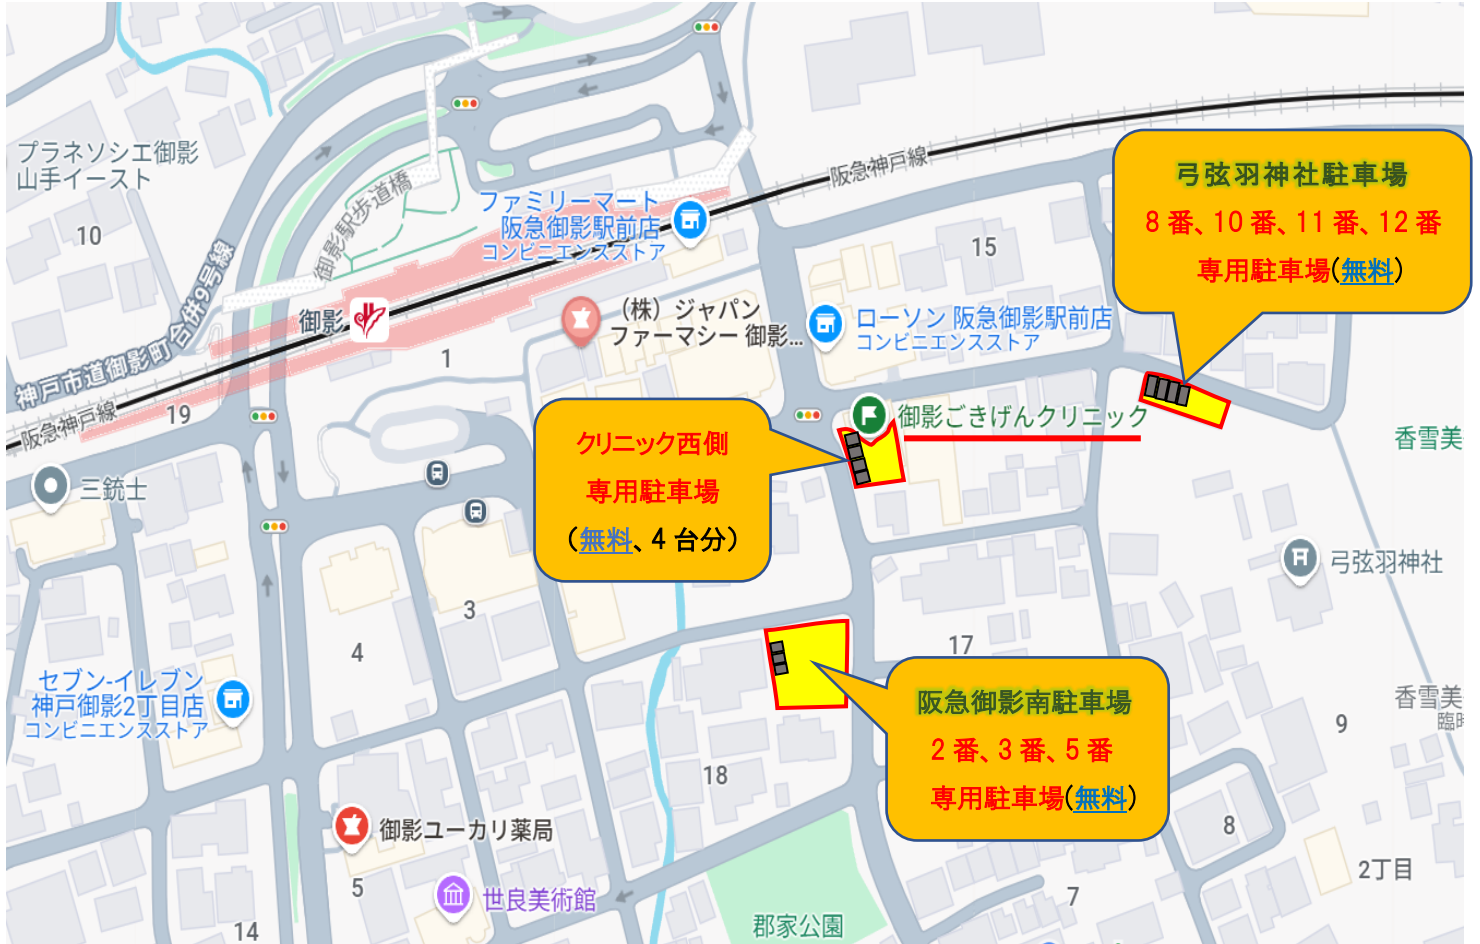 プラネソシエ御影
山手イースト
10
神戸市道御影町合併9号線
御影駅歩道橋
ファミリーマート
阪急御影駅前店
コンビニエンスストア
阪急神戸線
弓弦羽神社駐車場
8番、10番、11番、12番
専用駐車場(無料)
15
御影
1
(株)ジャパン
ファーマシー 御影...
ローソン 阪急御影駅前店
コンビニエンスストア
阪急神戸線
19
御影ごきげんクリニック
香雪美
三銃士
クリニック西側
専用駐車場
(無料、4台分)
弓弦羽神社
3
4
17
セブン-イレブン
神戸御影2丁目店
コンビニエンスストア
阪急御影南駐車場
2番、3番、5番
専用駐車場(無料)
香雪美
臨時
9
18
御影ユーカリ薬局
8
2丁目
5
世良美術館
7
郡家公園
14